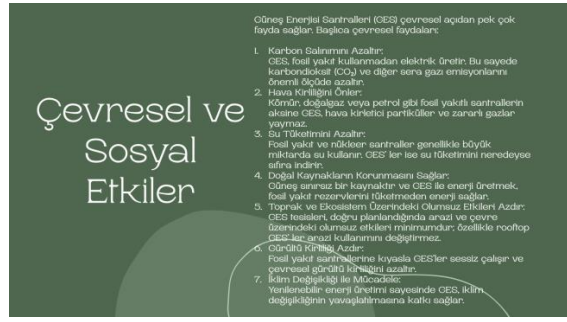 Çevresel ve
Sosyal
Etkiler
Güneş Enerjisi Santralleri (GES) çevresel açıdan pek çok
fayda sağlar. Başlıca çevresel faydaları:
1. Karbon Salınımını Azaltır:
GES, fosil yakıt kullanmadan elektrik üretir. Bu sayede
karbondioksit (CO₂) ve diğer sera gazı emisyonlarını
önemli ölçüde azaltır.
2. Hava Kirliliğini Önler:
Kömür, doğalgaz veya petrol gibi fosil yakıtlı santrallerin
aksine GES, hava kirletici partiküller ve zararlı gazlar
yaymaz.
3. Su Tüketimini Azaltır:
Fosil yakıt ve nükleer santraller genellikle büyük
miktarda su kullanır. GES' ler ise su tüketimini neredeyse
sıfıra indirir.
4. Doğal Kaynakların Korunmasını Sağlar:
Güneş sınırsız bir kaynaktır ve GES ile enerji üretmek,
fosil yakıt rezervlerini tüketmeden enerji sağlar.
5. Toprak ve Ekosistem Üzerindeki Olumsuz Etkileri Azdır:
GES tesisleri, doğru planlandığında arazi ve çevre
üzerindeki olumsuz etkileri minimumdur; özellikle rooftop
GES' ler arazi kullanımını değiştirmez.
6. Gürültü Kirliliği Azdır:
Fosil yakıt santrallerine kıyasla GES'ler sessiz çalışır ve
çevresel gürültü kirliliğini azaltır.
7. İklim Değişikliği ile Mücadele:
Yenilenebilir enerji üretimi sayesinde GES, iklim
değişikliğinin yavaşlatılmasına katkı sağlar.